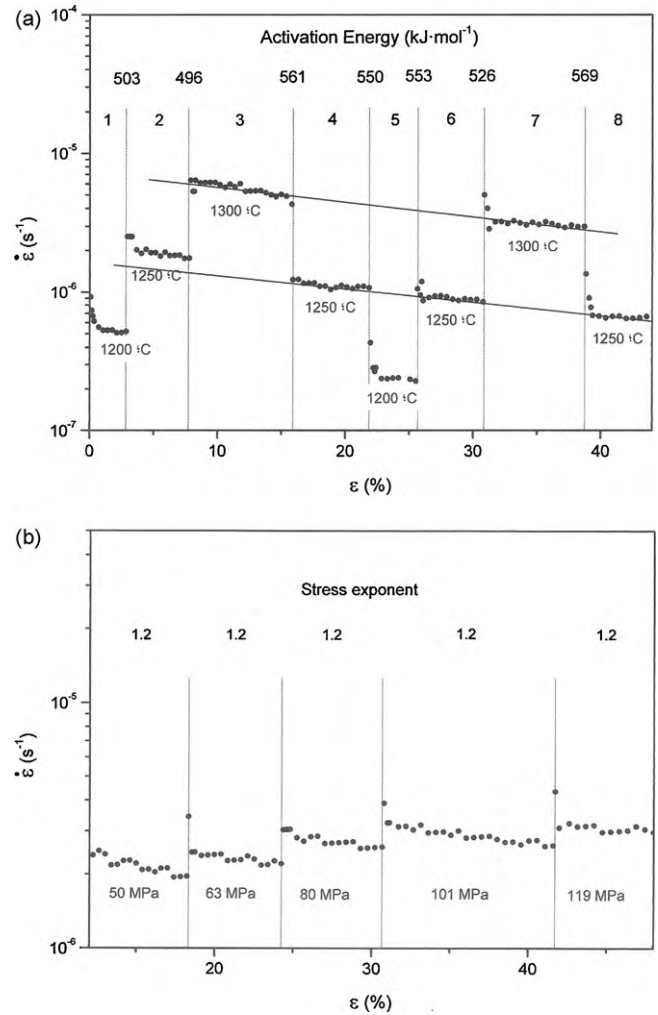 (a)
10⁻⁴
Activation Energy (kJ·mol⁻¹)
503 496 561 550 553 526 569
1 2 3 4 5 6 7 8
10⁻⁵
1300 °C
1300 °C
ε̇ (s⁻¹)
1250 °C
10⁻⁶
1250 °C 1250 °C
1200 °C 1250 °C
1200 °C
10⁻⁷
0 10 20 30 40
ε (%)
(b)
Stress exponent
1.2 1.2 1.2 1.2 1.2
10⁻⁵
ε̇ (s⁻¹)
50 MPa 63 MPa 80 MPa 101 MPa 119 MPa
10⁻⁶
20 30 40
ε (%)